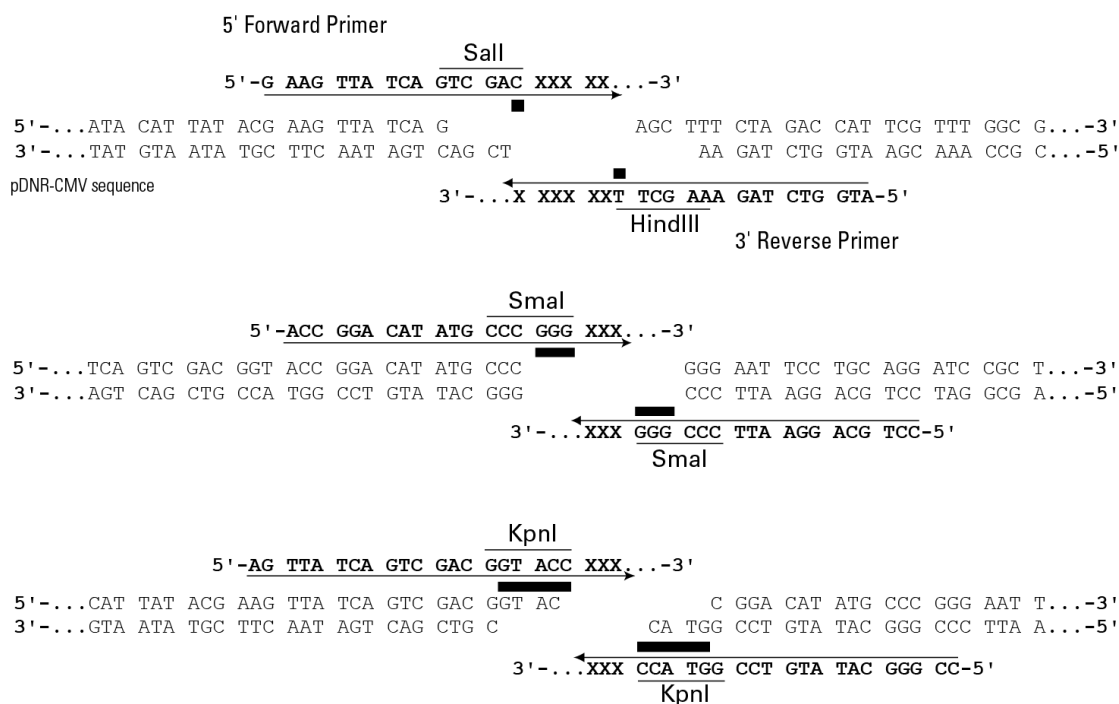 5' Forward Primer
SalI
5'-G AAG TTA TCA GTC GAC XXX XX...-3'
5'-...ATA CAT TAT ACG AAG TTA TCA G AGC TTT CTA GAC CAT TCG TTT GGC G...-3'
3'-...TAT GTA ATA TGC TTC AAT AGT CAG CT AA GAT CTG GTA AGC AAA CCG C...-5'
pDNR-CMV sequence
3'-...X XXX XXT TCG AAA GAT CTG GTA-5'
HindIII
3' Reverse Primer
SmaI
5'-ACC GGA CAT ATG CCC GGG XXX...-3'
5'-...TCA GTC GAC GGT ACC GGA CAT ATG CCC GGG AAT TCC TGC AGG ATC CGC T...-3'
3'-...AGT CAG CTG CCA TGG CCT GTA TAC GGG CCC TTA AGG ACG TCC TAG GCG A...-5'
3'-...XXX GGG CCC TTA AGG ACG TCC-5'
SmaI
KpnI
5'-AG TTA TCA GTC GAC GGT ACC XXX...-3'
5'-...CAT TAT ACG AAG TTA TCA GTC GAC GGT AC C GGA CAT ATG CCC GGG AAT T...-3'
3'-...GTA ATA TGC TTC AAT AGT CAG CTG C CA TGG CCT GTA TAC GGG CCC TTA A...-5'
3'-...XXX CCA TGG CCT GTA TAC GGG CC-5'
KpnI